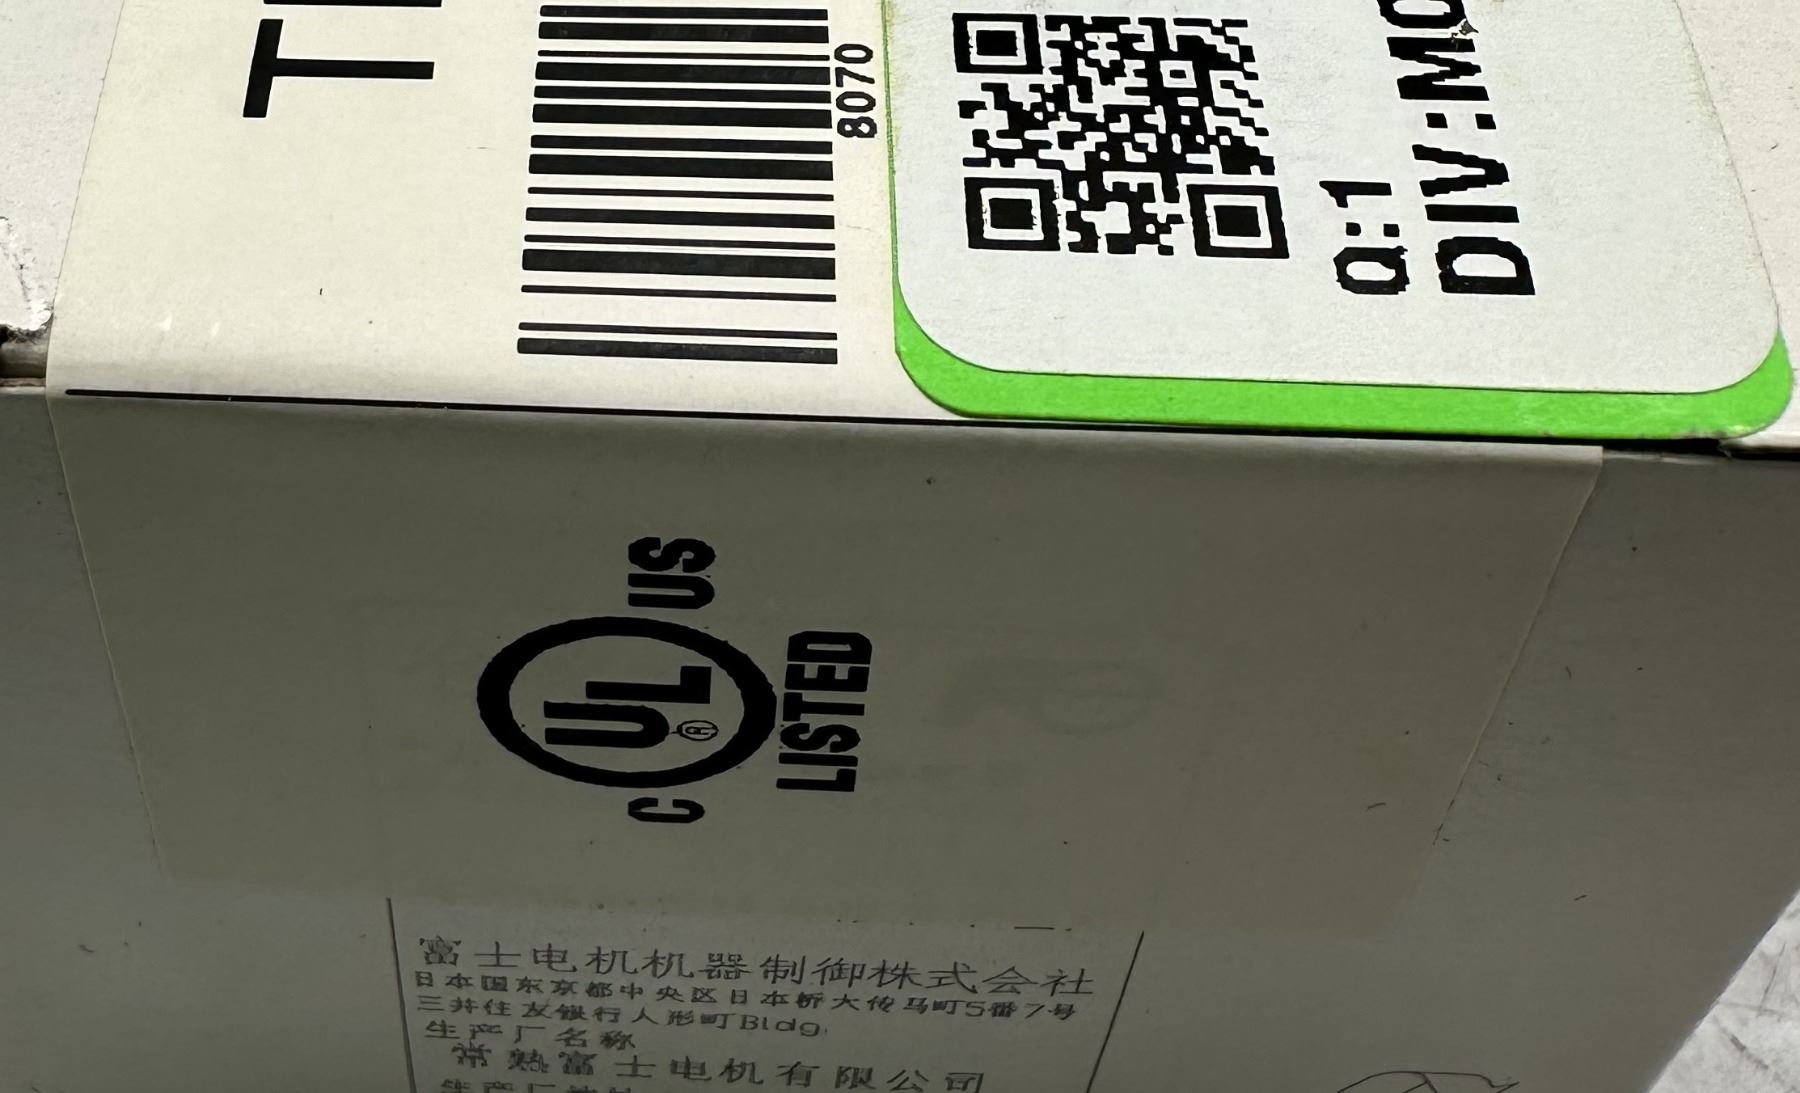 8070
Q:1
DIV:MO
C UL US
®
LISTED
富士电机机器制御株式会社
日本国东京都中央区日本桥大传马町5番7号
三井住友银行人形町Bldg.
生产厂名称
常熟富士电机有限公司